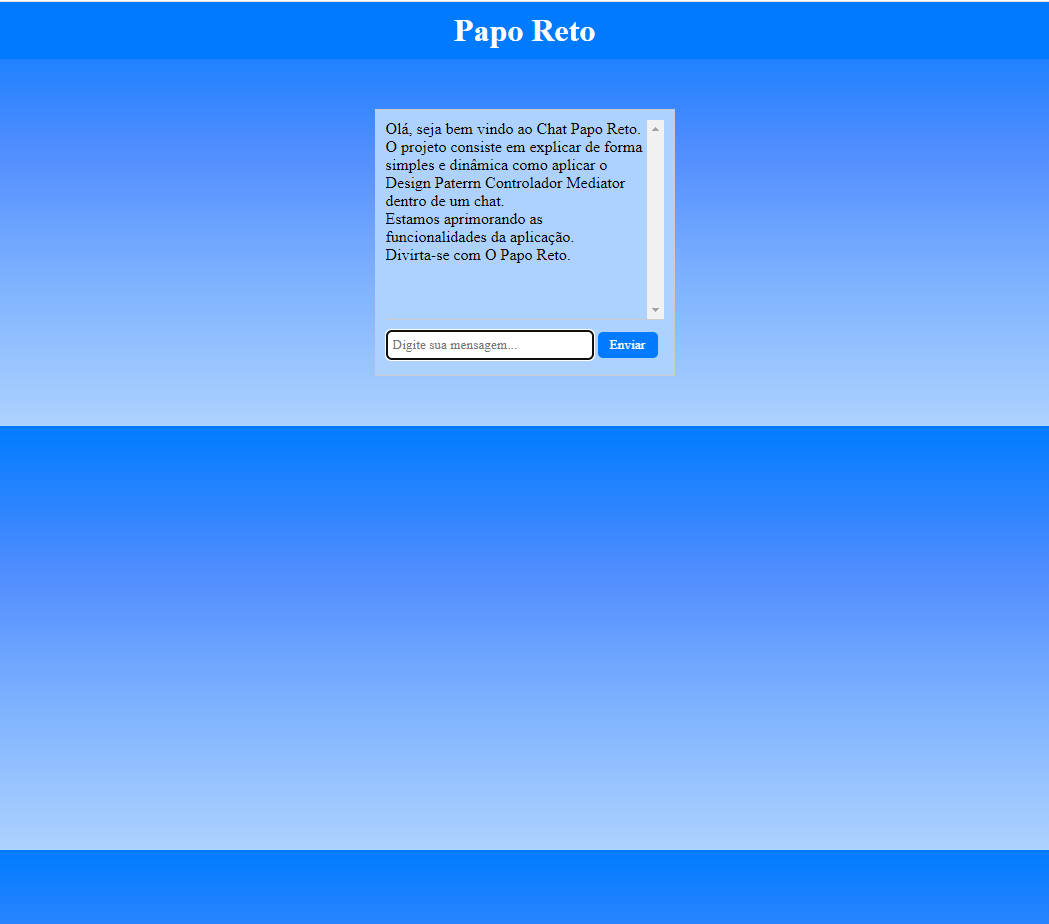 Papo Reto
Olá, seja bem vindo ao Chat Papo Reto.
O projeto consiste em explicar de forma
simples e dinâmica como aplicar o
Design Paterrn Controlador Mediator
dentro de um chat.
Estamos aprimorando as
funcionalidades da aplicação.
Divirta-se com O Papo Reto.
Digite sua mensagem... Enviar